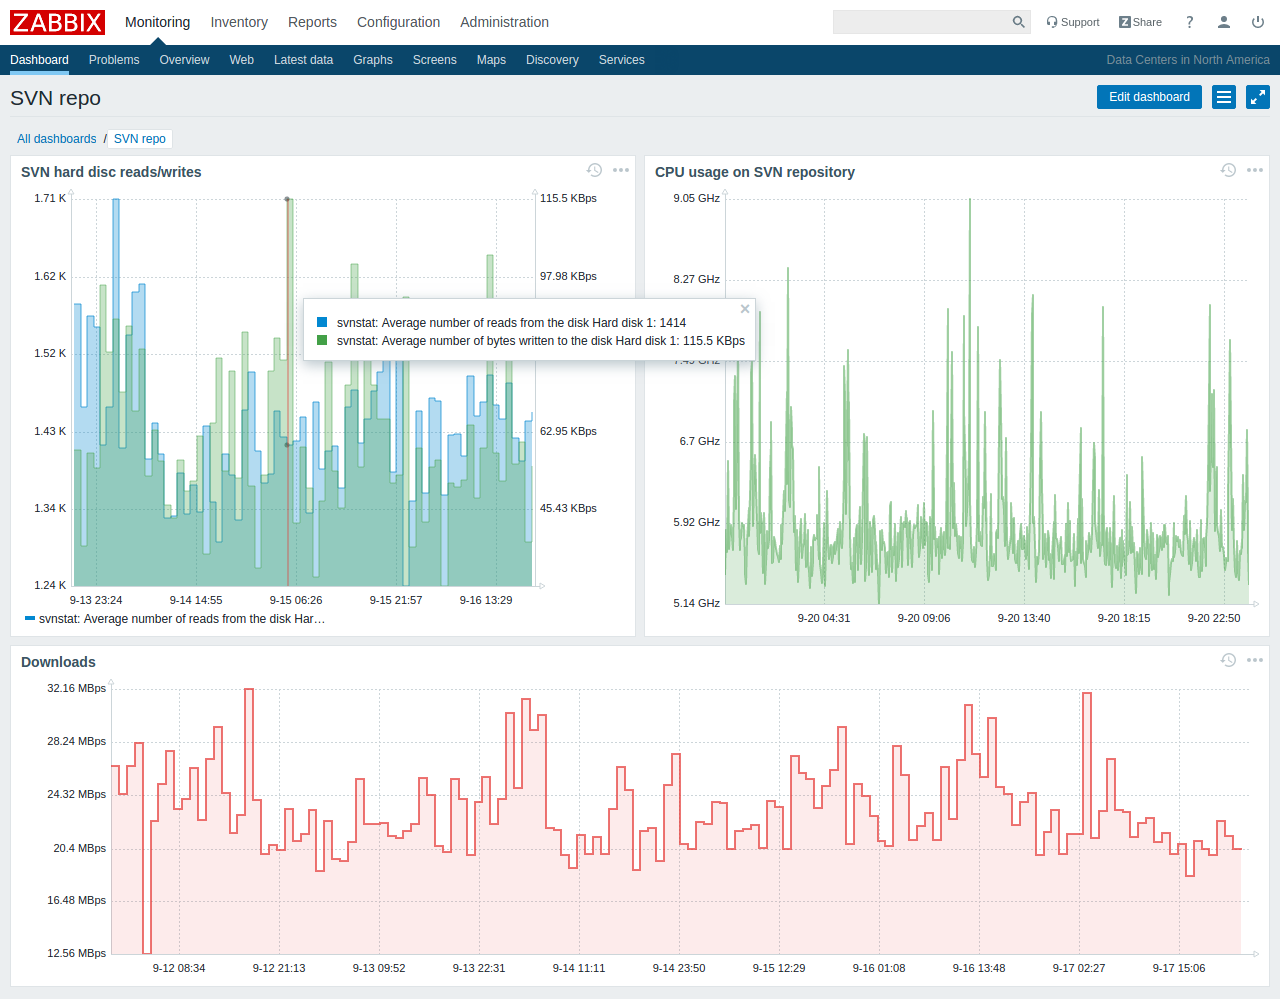 ZABBIX Monitoring Inventory Reports Configuration Administration Support Z Share ?
Dashboard Problems Overview Web Latest data Graphs Screens Maps Discovery Services Data Centers in North America
SVN repo Edit dashboard
All dashboards / SVN repo
SVN hard disc reads/writes
1.71 K 115.5 KBps
1.62 K 97.98 KBps
svnstat: Average number of reads from the disk Hard disk 1: 1414
svnstat: Average number of bytes written to the disk Hard disk 1: 115.5 KBps
1.52 K
1.43 K 62.95 KBps
1.34 K 45.43 KBps
1.24 K
9-13 23:24 9-14 14:55 9-15 06:26 9-15 21:57 9-16 13:29
svnstat: Average number of reads from the disk Har…
CPU usage on SVN repository
9.05 GHz
8.27 GHz
7.49 GHz
6.7 GHz
5.92 GHz
5.14 GHz
9-20 04:31 9-20 09:06 9-20 13:40 9-20 18:15 9-20 22:50
Downloads
32.16 MBps
28.24 MBps
24.32 MBps
20.4 MBps
16.48 MBps
12.56 MBps
9-12 08:34 9-12 21:13 9-13 09:52 9-13 22:31 9-14 11:11 9-14 23:50 9-15 12:29 9-16 01:08 9-16 13:48 9-17 02:27 9-17 15:06